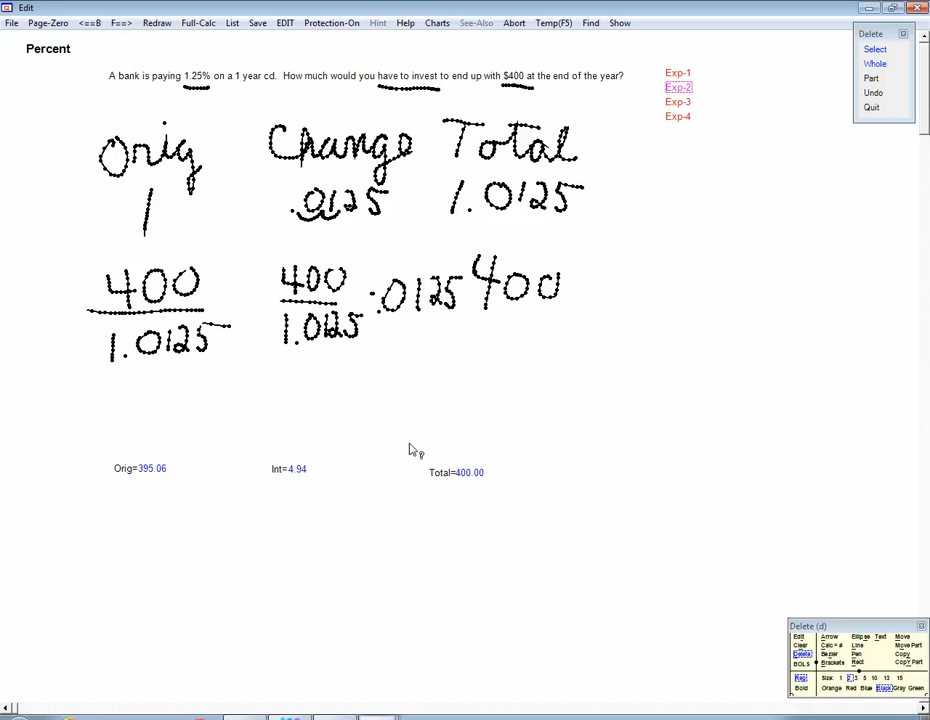 Edit
File Page-Zero <==B F==> Redraw Full-Calc List Save EDIT Protection-On Hint Help Charts See-Also Abort Temp(F5) Find Show
Percent
A bank is paying 1.25% on a 1 year cd. How much would you have to invest to end up with $400 at the end of the year?
Exp-1
Exp-2
Exp-3
Exp-4
Delete
Select
Whole
Part
Undo
Quit
Orig Change Total
1 .0125 1.0125
400 400 .0125 400
1.0125 1.0125
Orig=395.06 Int=4.94 Total=400.00
Delete (d)
Edit Arrow Ellipse Text Move
Clear Calc = # Line Move Part
Delete Bezier Pen Copy
BOLS Brackets Rect CopY Part
Reg Size: 1 2 3 5 10 13 15
Bold Orange Red Blue Black Gray Green